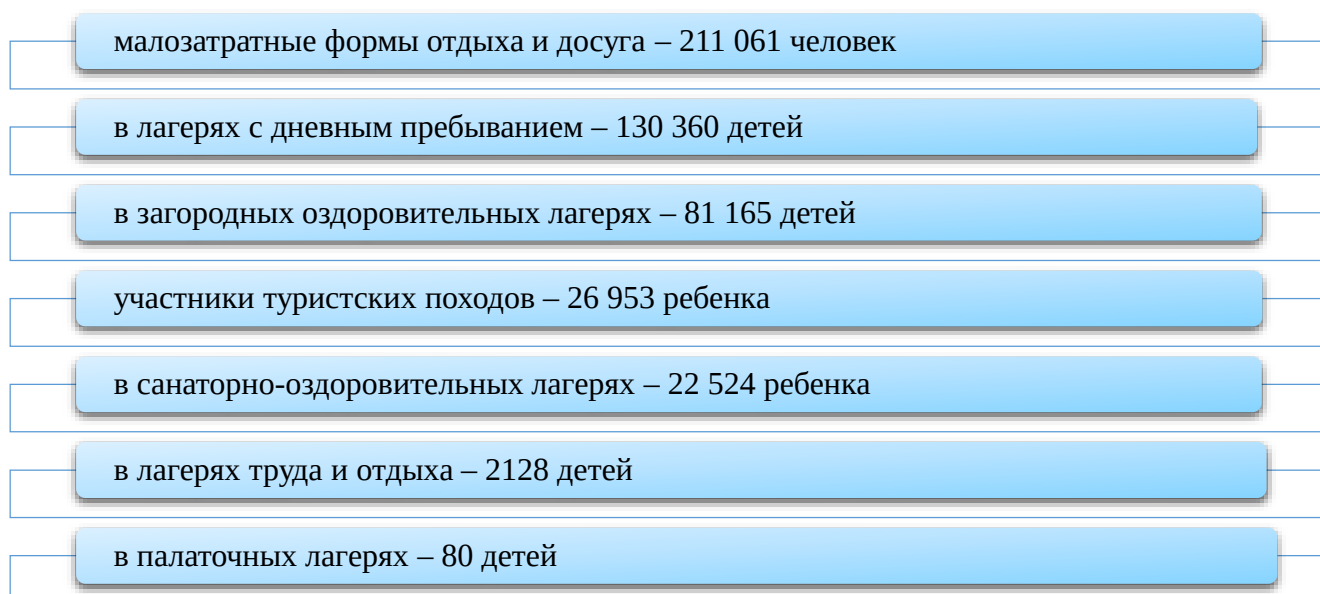 малозатратные формы отдыха и досуга – 211 061 человек
в лагерях с дневным пребыванием – 130 360 детей
в загородных оздоровительных лагерях – 81 165 детей
участники туристских походов – 26 953 ребенка
в санаторно-оздоровительных лагерях – 22 524 ребенка
в лагерях труда и отдыха – 2128 детей
в палаточных лагерях – 80 детей